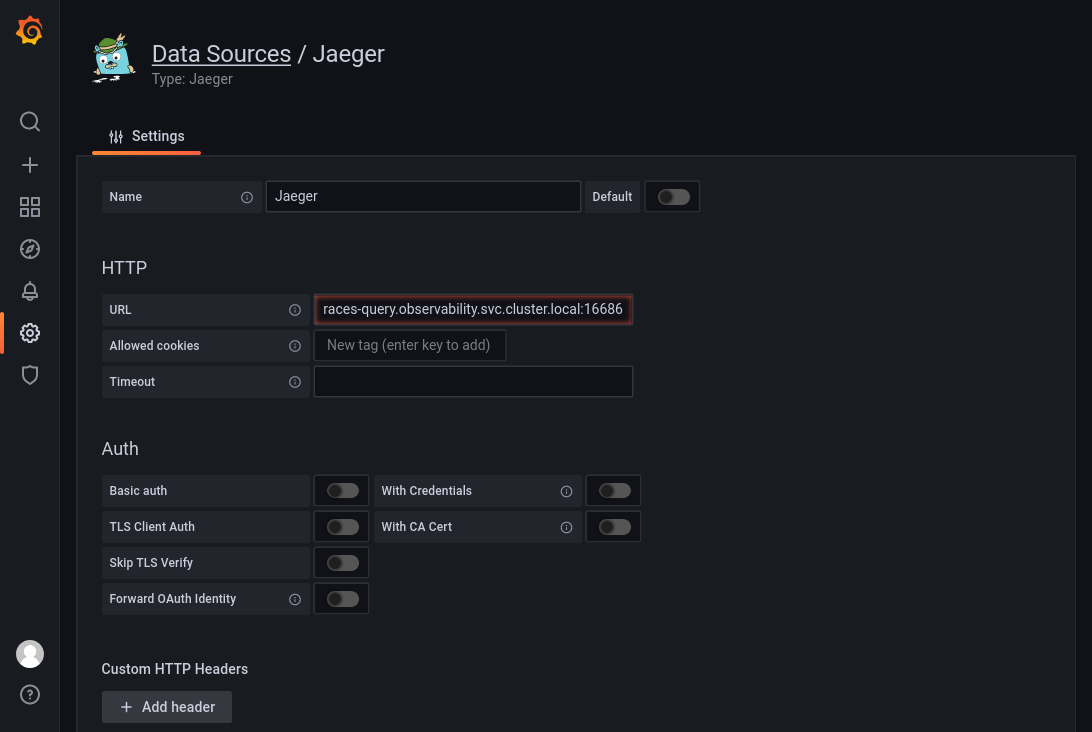 Data Sources / Jaeger
Type: Jaeger
Settings
Name Jaeger Default
HTTP
URL races-query.observability.svc.cluster.local:16686
Allowed cookies New tag (enter key to add)
Timeout
Auth
Basic auth With Credentials
TLS Client Auth With CA Cert
Skip TLS Verify
Forward OAuth Identity
Custom HTTP Headers
+ Add header